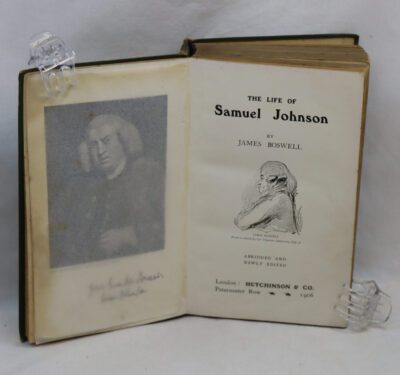 THE LIFE OF
Samuel Johnson
BY
JAMES BOSWELL
ABRIDGED AND
NEWLY EDITED
London: HUTCHINSON & CO.
Paternoster Row 1906